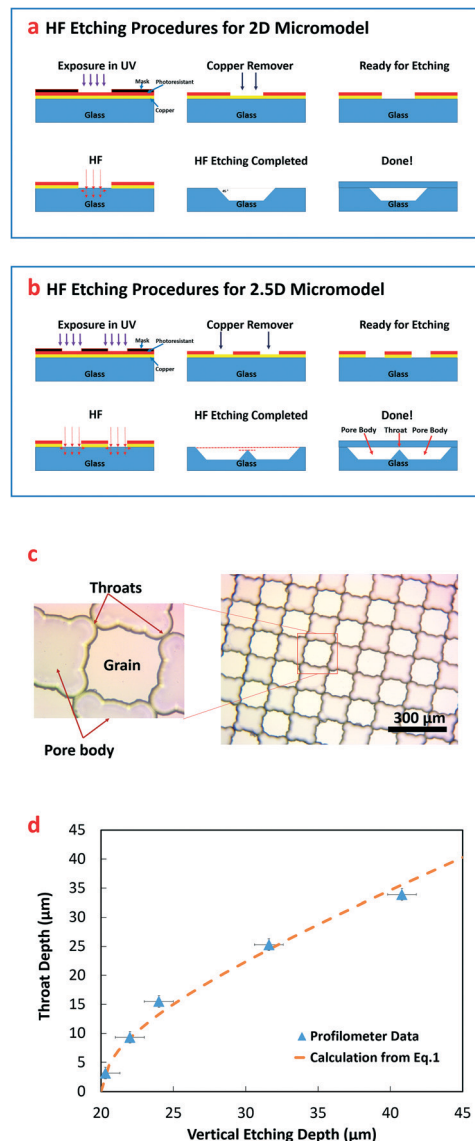 a HF Etching Procedures for 2D Micromodel
Exposure in UV
Mask
Photoresistant
Copper
Glass
Copper Remover
Glass
Ready for Etching
Glass
HF
Glass
HF Etching Completed
45°
Glass
Done!
Glass
b HF Etching Procedures for 2.5D Micromodel
Exposure in UV
Mask
Photoresistant
Copper
Glass
Copper Remover
Glass
Ready for Etching
Glass
HF
Glass
HF Etching Completed
Glass
Done!
Pore Body Throat Pore Body
Glass
c
Throats
Grain
Pore body
300 µm
d
Throat Depth (µm)
45
40
35
30
25
20
15
10
5
0
Profilometer Data
Calculation from Eq.1
20 25 30 35 40 45
Vertical Etching Depth (µm)